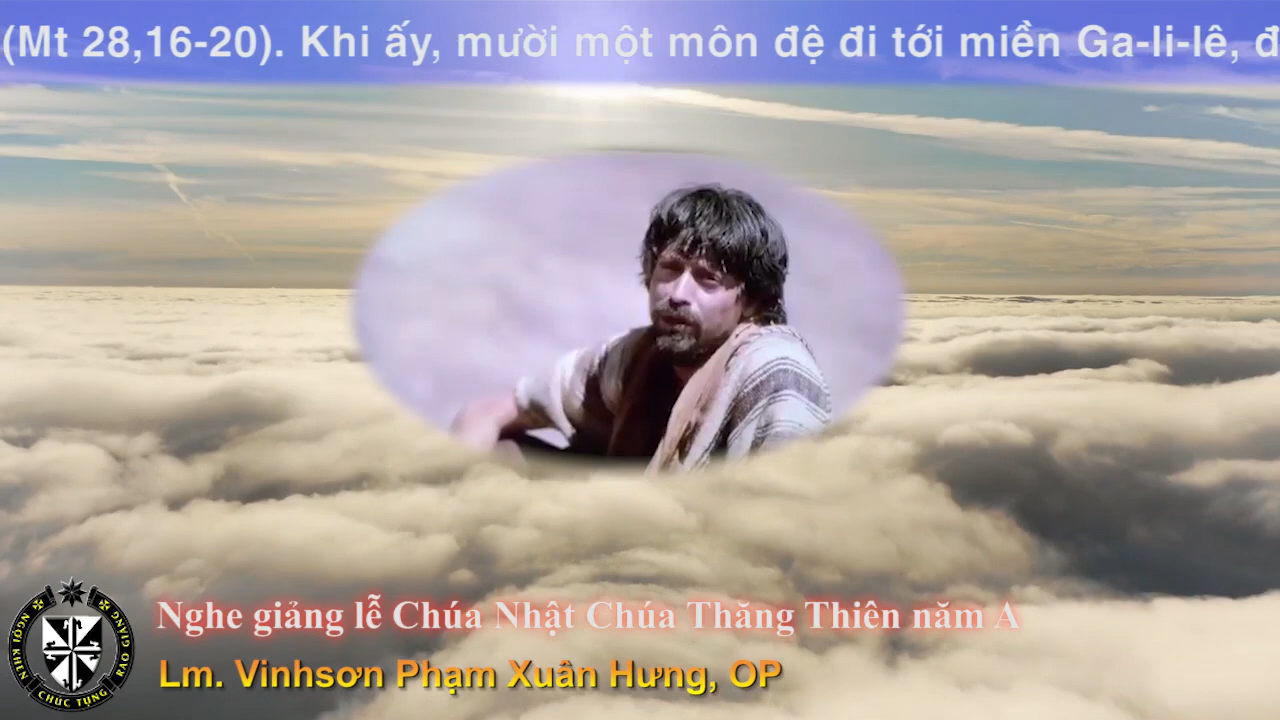 (Mt 28,16-20). Khi ấy, mười một môn đệ đi tới miền Ga-li-lê, đ
Nghe giảng lễ Chúa Nhật Chúa Thăng Thiên năm A
Lm. Vinhsơn Phạm Xuân Hưng, OP
NGỢI KHEN
CHÚC TỤNG
RAO GIẢNG